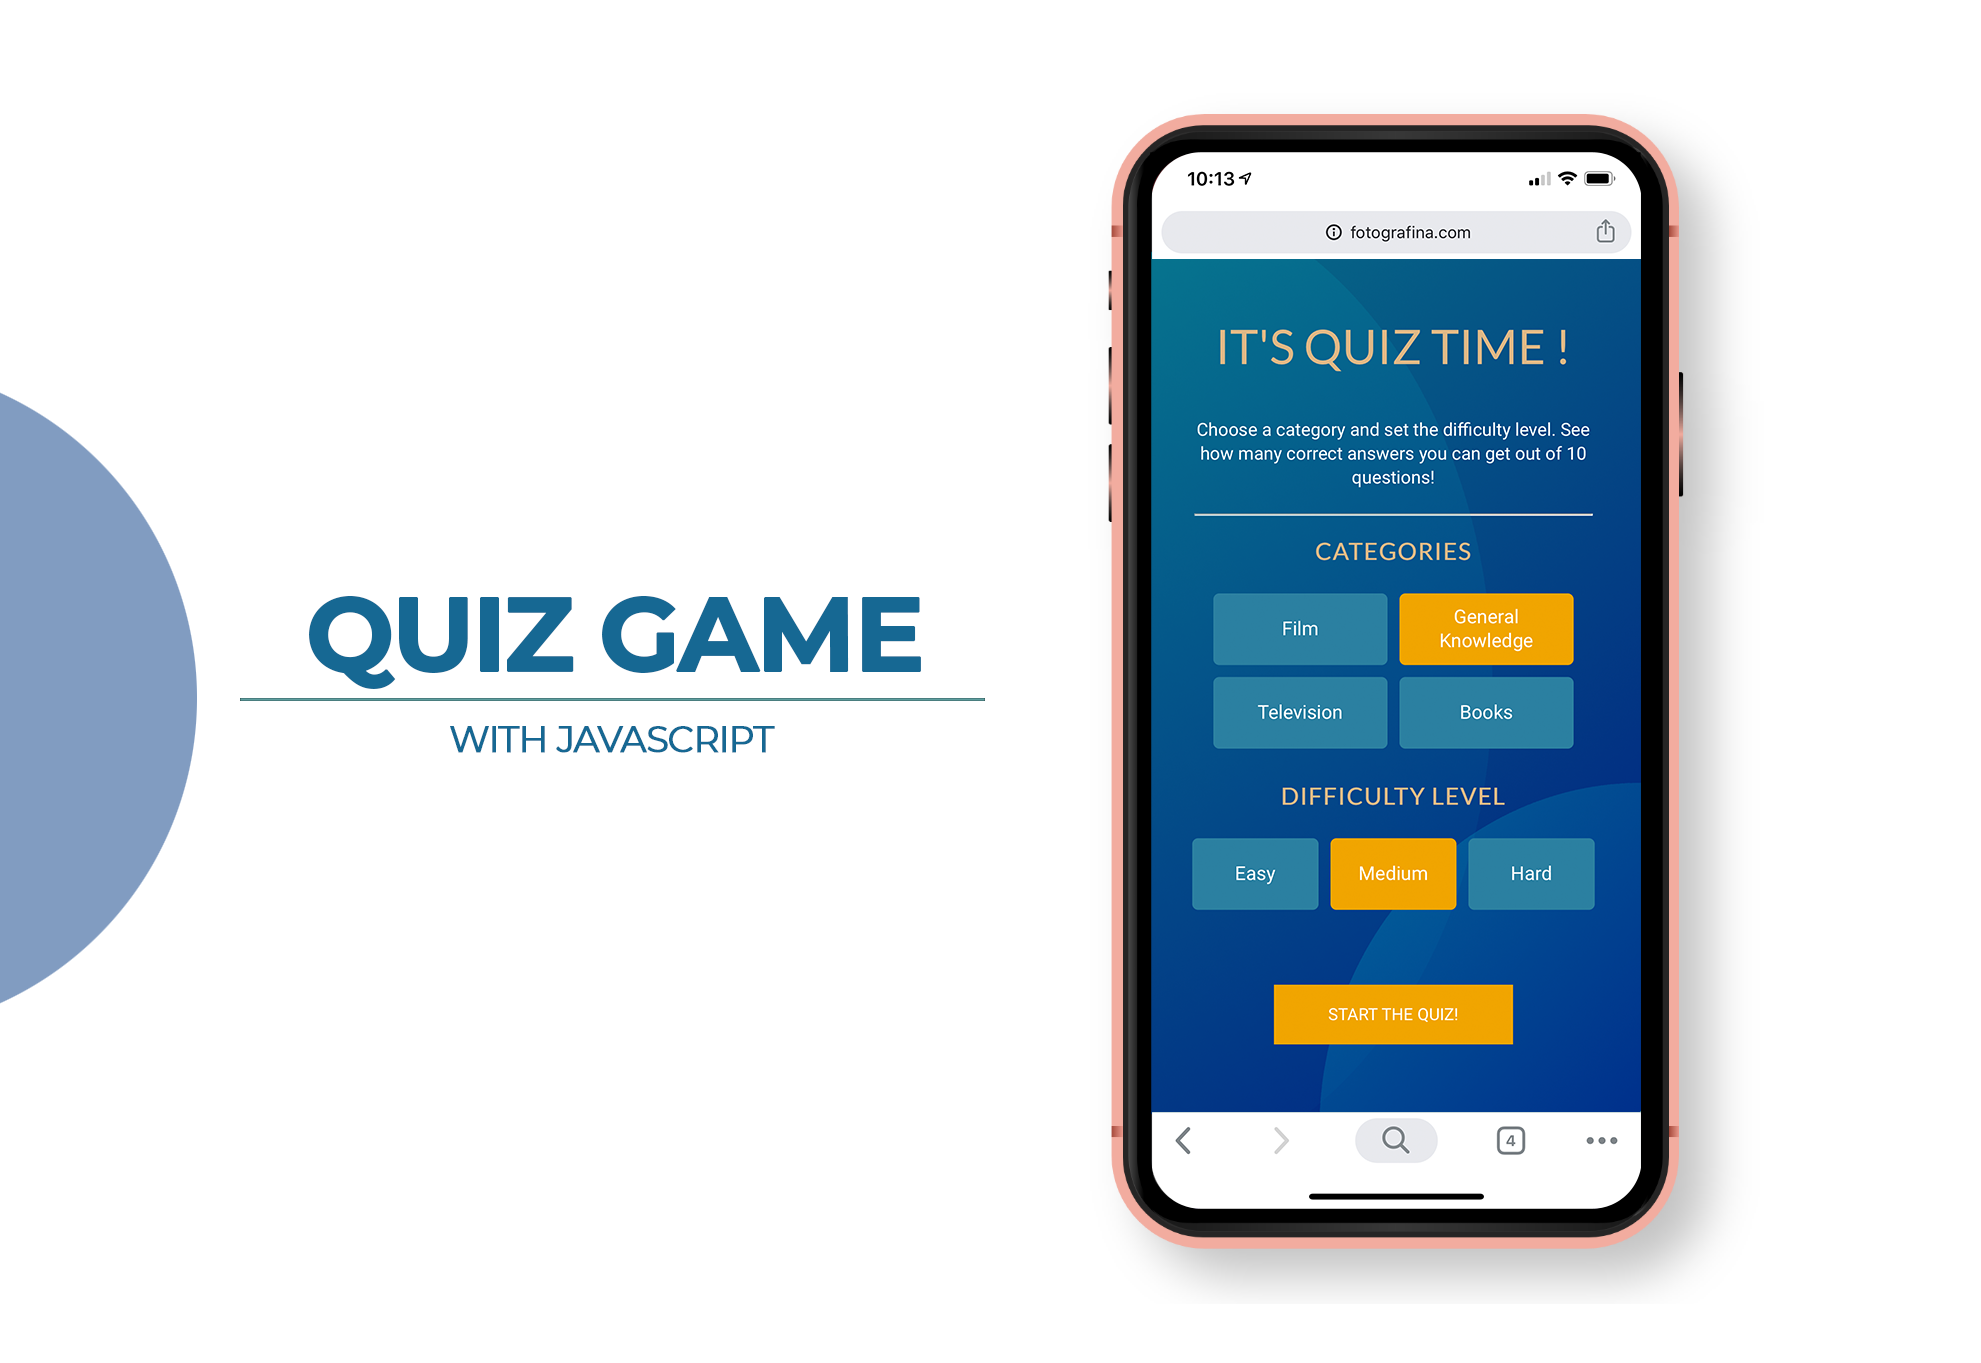 QUIZ GAME
WITH JAVASCRIPT
10:13
fotografina.com
IT'S QUIZ TIME !
Choose a category and set the difficulty level. See
how many correct answers you can get out of 10
questions!
CATEGORIES
Film
General
Knowledge
Television
Books
DIFFICULTY LEVEL
Easy
Medium
Hard
START THE QUIZ!
4